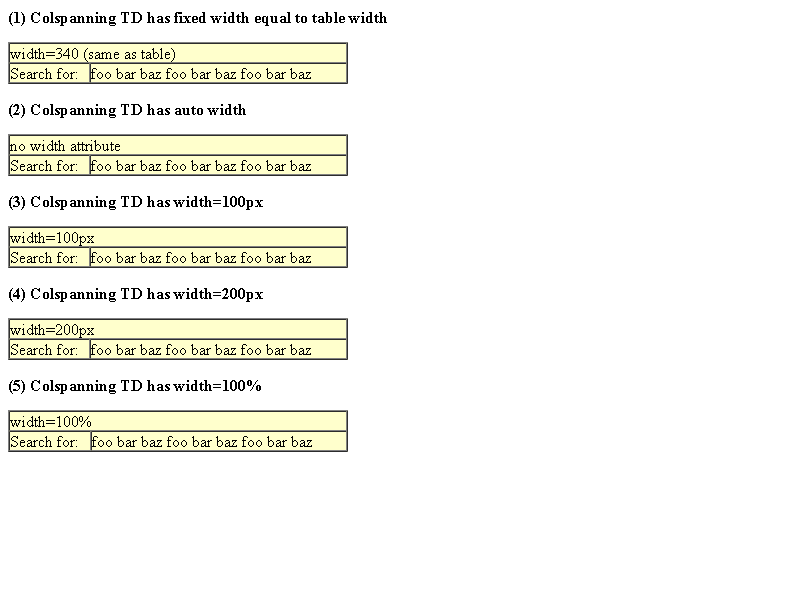 (1) Colspanning TD has fixed width equal to table width
width=340 (same as table)
Search for: foo bar baz foo bar baz foo bar baz
(2) Colspanning TD has auto width
no width attribute
Search for: foo bar baz foo bar baz foo bar baz
(3) Colspanning TD has width=100px
width=100px
Search for: foo bar baz foo bar baz foo bar baz
(4) Colspanning TD has width=200px
width=200px
Search for: foo bar baz foo bar baz foo bar baz
(5) Colspanning TD has width=100%
width=100%
Search for: foo bar baz foo bar baz foo bar baz